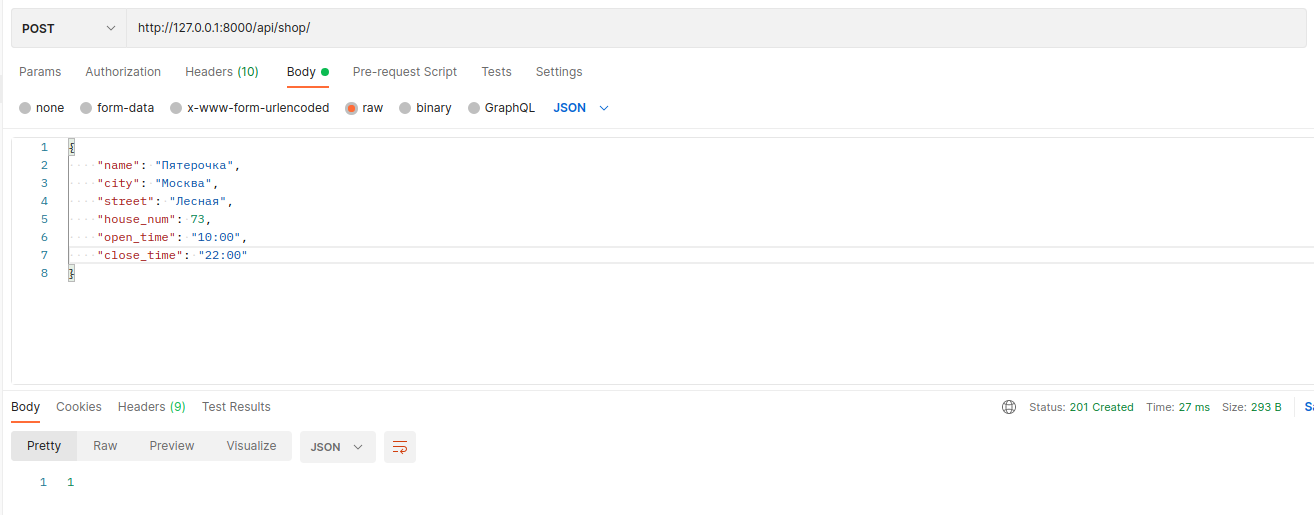 POST http://127.0.0.1:8000/api/shop/
Params Authorization Headers (10) Body Pre-request Script Tests Settings
none form-data x-www-form-urlencoded raw binary GraphQL JSON
1 {
2 "name": "Пятерочка",
3 "city": "Москва",
4 "street": "Лесная",
5 "house_num": 73,
6 "open_time": "10:00",
7 "close_time": "22:00"
8 }
Body Cookies Headers (9) Test Results Status: 201 Created Time: 27 ms Size: 293 B
Pretty Raw Preview Visualize JSON
1 1